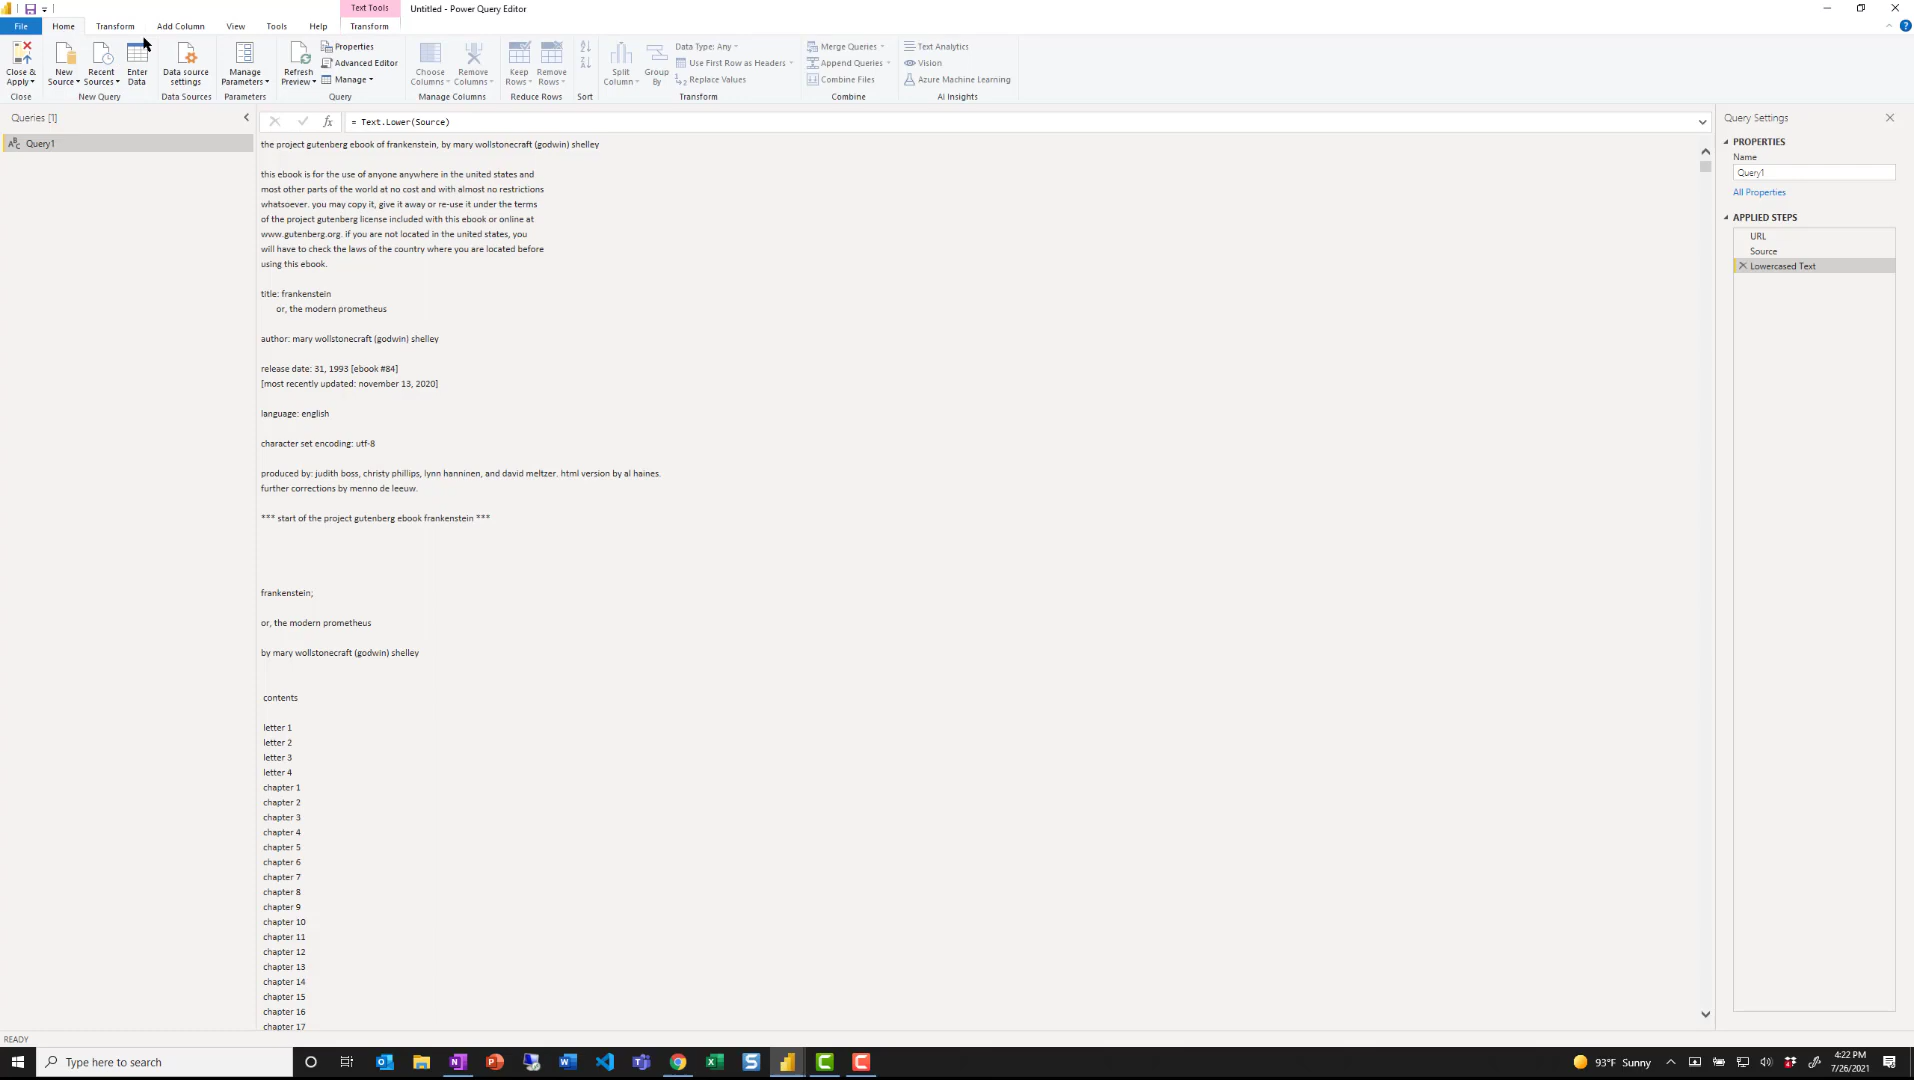 Text Tools
Untitled - Power Query Editor
File
Home
Transform
Add Column
View
Tools
Help
Transform
Close & Apply
New Source
Recent Sources
Enter Data
Data source settings
Manage Parameters
Refresh Preview
Properties
Advanced Editor
Manage
Choose Columns
Remove Columns
Keep Rows
Remove Rows
Split Column
Group By
Data Type: Any
Use First Row as Headers
Replace Values
Merge Queries
Append Queries
Combine Files
Text Analytics
Vision
Azure Machine Learning
Close
New Query
Data Sources
Parameters
Query
Manage Columns
Reduce Rows
Sort
Transform
Combine
AI Insights
Queries [1]
Query1
fx
= Text.Lower(Source)
the project gutenberg ebook of frankenstein, by mary wollstonecraft (godwin) shelley
this ebook is for the use of anyone anywhere in the united states and
most other parts of the world at no cost and with almost no restrictions
whatsoever. you may copy it, give it away or re-use it under the terms
of the project gutenberg license included with this ebook or online at
www.gutenberg.org. if you are not located in the united states, you
will have to check the laws of the country where you are located before
using this ebook.
title: frankenstein
or, the modern prometheus
author: mary wollstonecraft (godwin) shelley
release date: 31, 1993 [ebook #84]
[most recently updated: november 13, 2020]
language: english
character set encoding: utf-8
produced by: judith boss, christy phillips, lynn hanninen, and david meltzer. html version by al haines.
further corrections by menno de leeuw.
*** start of the project gutenberg ebook frankenstein ***
frankenstein;
or, the modern prometheus
by mary wollstonecraft (godwin) shelley
contents
letter 1
letter 2
letter 3
letter 4
chapter 1
chapter 2
chapter 3
chapter 4
chapter 5
chapter 6
chapter 7
chapter 8
chapter 9
chapter 10
chapter 11
chapter 12
chapter 13
chapter 14
chapter 15
chapter 16
chapter 17
Query Settings
PROPERTIES
Name
Query1
All Properties
APPLIED STEPS
URL
Source
Lowercased Text
READY
Type here to search
93°F Sunny
4:22 PM
7/26/2021